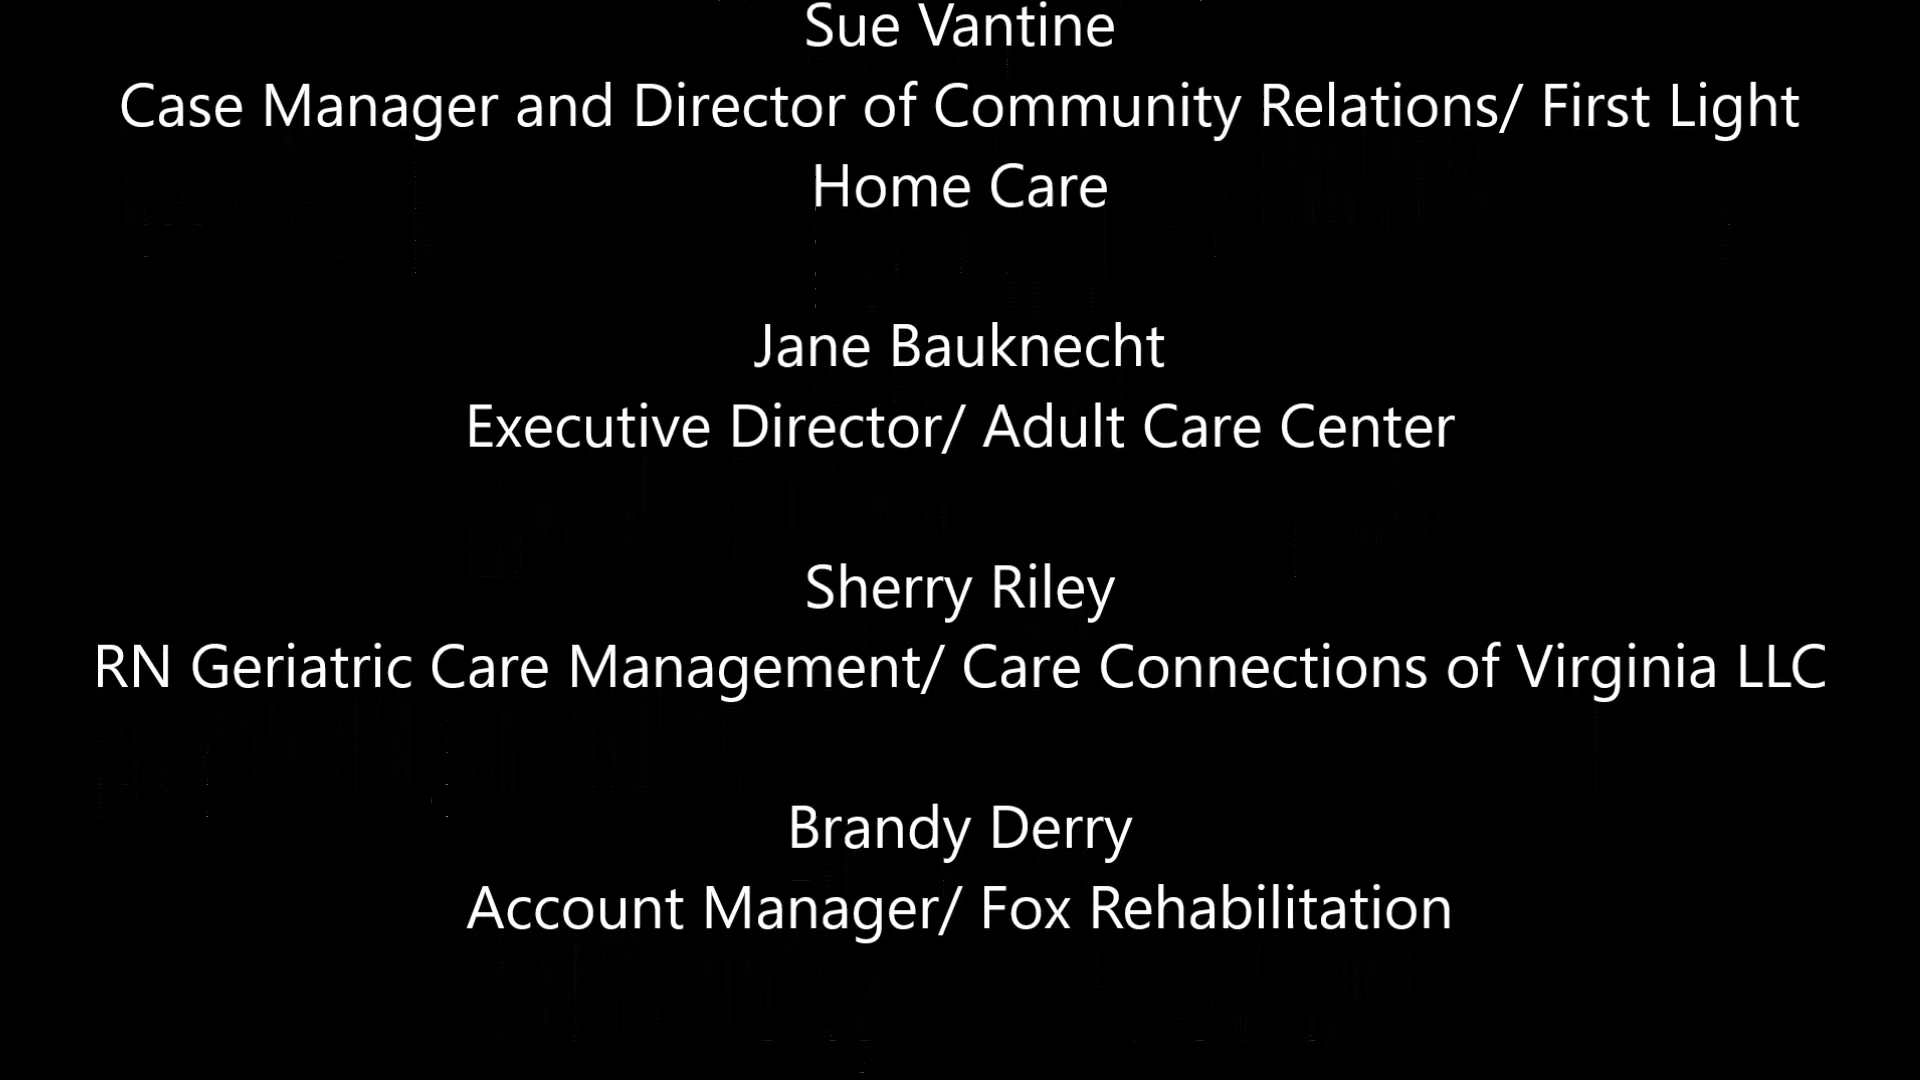 Sue Vantine
Case Manager and Director of Community Relations/ First Light
Home Care
Jane Bauknecht
Executive Director/ Adult Care Center
Sherry Riley
RN Geriatric Care Management/ Care Connections of Virginia LLC
Brandy Derry
Account Manager/ Fox Rehabilitation